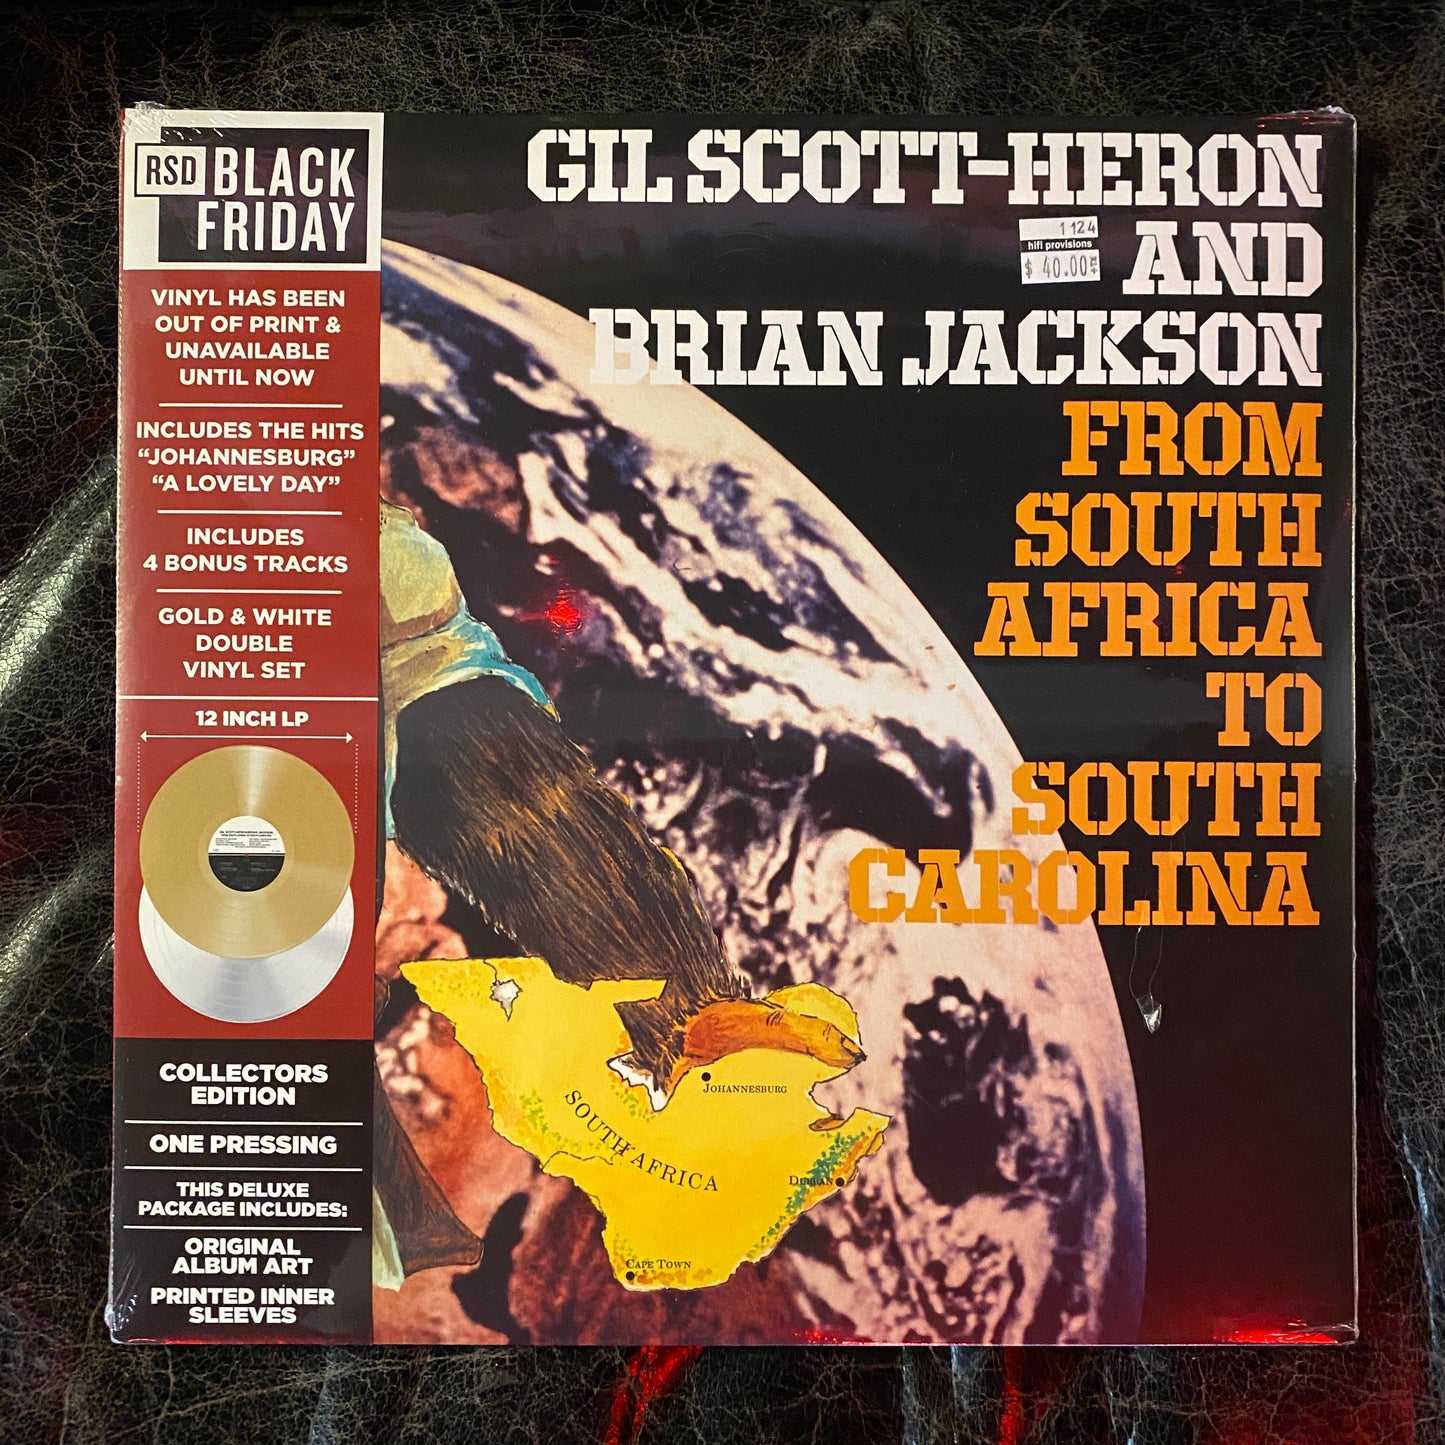 RSD BLACK
FRIDAY
VINYL HAS BEEN
OUT OF PRINT &
UNAVAILABLE
UNTIL NOW
INCLUDES THE HITS
“JOHANNESBURG”
“A LOVELY DAY”
INCLUDES
4 BONUS TRACKS
GOLD & WHITE
DOUBLE
VINYL SET
12 INCH LP
COLLECTORS
EDITION
ONE PRESSING
THIS DELUXE
PACKAGE INCLUDES:
ORIGINAL
ALBUM ART
PRINTED INNER
SLEEVES
GIL SCOTT-HERON
AND
BRIAN JACKSON
FROM
SOUTH
AFRICA
TO
SOUTH
CAROLINA
1124
hifi provisions
$ 40.00
JOHANNESBURG
SOUTH AFRICA
DURBAN
CAPE TOWN